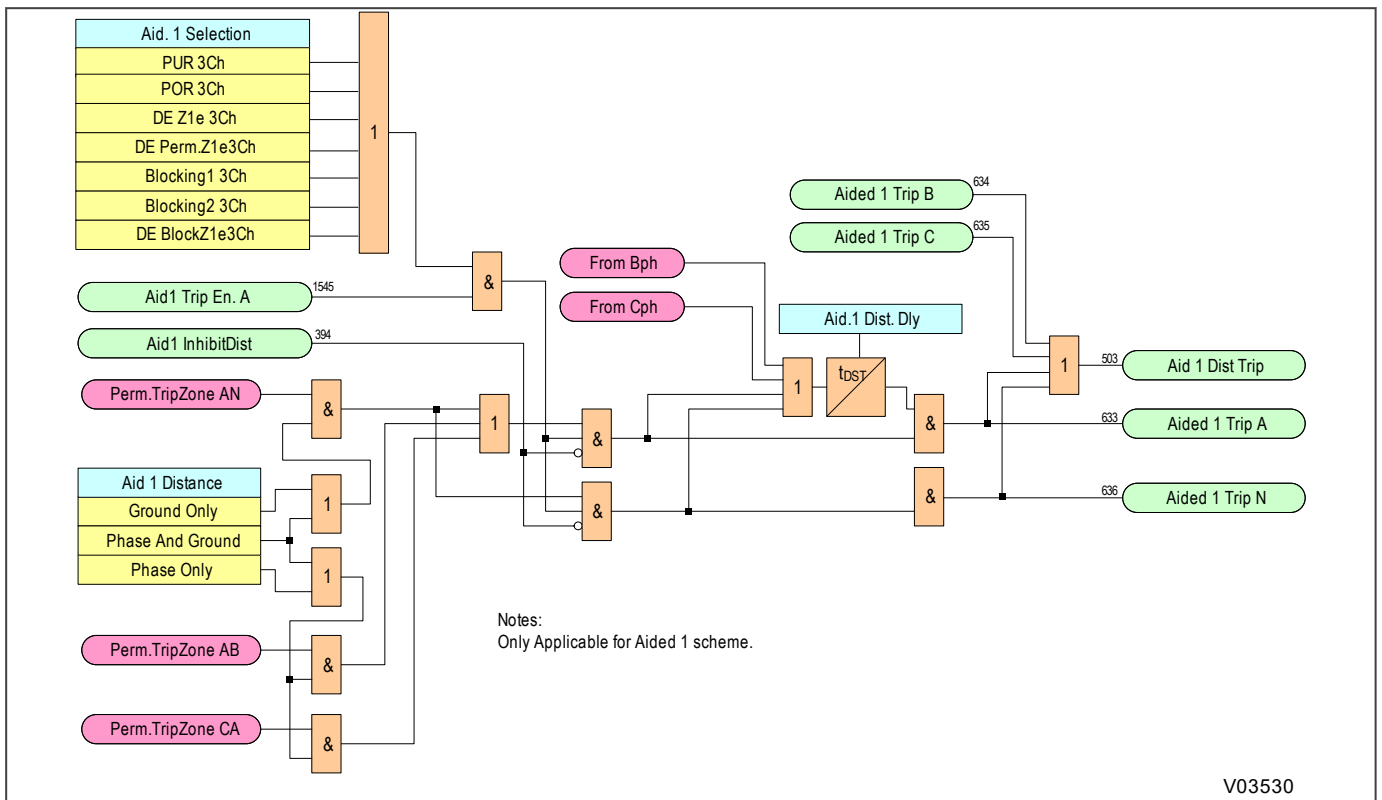 Aid. 1 Selection
PUR 3Ch
POR 3Ch
DE Z1e 3Ch
DE Perm.Z1e3Ch
Blocking1 3Ch
Blocking2 3Ch
DE BlockZ1e3Ch
1
&
Aid1 Trip En. A
1545
Aid1 InhibitDist
394
Perm.TripZone AN
&
1
&
&
Aid 1 Distance
Ground Only
Phase And Ground
Phase Only
1
1
Perm.TripZone AB
&
Perm.TripZone CA
&
From Bph
From Cph
Aid.1 Dist. Dly
1
tDST
&
&
Aided 1 Trip B
634
Aided 1 Trip C
635
1
503
Aid 1 Dist Trip
633
Aided 1 Trip A
636
Aided 1 Trip N
Notes:
Only Applicable for Aided 1 scheme.
V03530